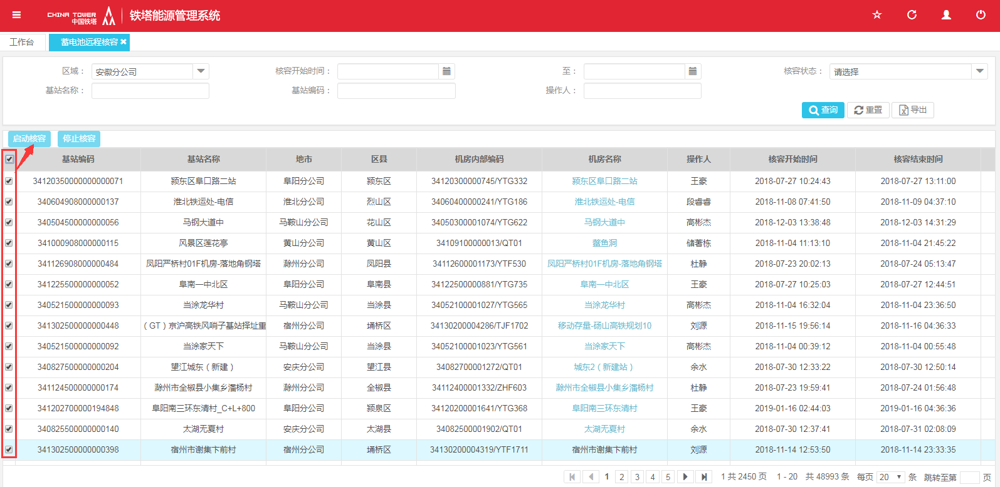 CHINA TOWER
中国铁塔
铁塔能源管理系统
工作台 蓄电池远程核容
区域： 安徽分公司 核容开始时间： 至： 核容状态： 请选择
基站名称： 基站编码： 操作人：
查询 重置 导出
启动核容 停止核容
基站编码 基站名称 地市 区县 机房内部编码 机房名称 操作人 核容开始时间 核容结束时间
34120350000000000071 颍东区阜口路二站 阜阳分公司 颍东区 34120300000745/YTG332 颍东区阜口路二站 王豪 2018-07-27 10:24:43 2018-07-27 13:11:00
340604908000000137 淮北铁运处-电信 淮北分公司 烈山区 34060400000241/YTG186 淮北铁运处-电信 段睿睿 2018-11-08 07:41:50 2018-11-09 04:37:10
340504500000000056 马钢大道中 马鞍山分公司 花山区 34050300001074/YTG622 马钢大道中 高彬杰 2018-12-03 13:38:48 2018-12-03 14:31:29
341000908000000115 风景区莲花亭 黄山分公司 黄山区 34109100000013/QT01 鳌鱼洞 储著栋 2018-11-04 11:13:10 2018-11-04 21:45:22
341126908000000484 凤阳严桥村01F机房-落地角钢塔 滁州分公司 凤阳县 34112600001173/YTF530 凤阳严桥村01F机房-落地角钢塔 杜静 2018-07-23 20:02:13 2018-07-24 05:13:47
341225500000000052 阜南一中北区 阜阳分公司 阜南县 34122500000881/YTG735 阜南一中北区 王豪 2018-07-27 10:25:03 2018-07-27 12:44:51
340521500000000093 当涂龙华村 马鞍山分公司 当涂县 34052100001027/YTG565 当涂龙华村 高彬杰 2018-11-04 16:32:04 2018-11-04 23:36:50
341302500000000448 （GT）京沪高铁风哨子基站择址重 宿州分公司 埇桥区 34130200004286/TJF1702 移动存量-砀山高铁规划10 刘源 2018-11-15 19:56:14 2018-11-16 04:36:33
340521500000000092 当涂家天下 马鞍山分公司 当涂县 34052100001023/YTG561 当涂家天下 高彬杰 2018-11-04 00:39:12 2018-11-04 00:55:48
340827500000000204 望江城东（新建） 安庆分公司 望江县 34082700001272/QT01 城东2（新建站） 余水 2018-07-30 12:33:22 2018-07-30 12:50:14
341124500000000174 滁州市全椒县小集乡潘杨村 滁州分公司 全椒县 34112400001332/ZHF603 滁州市全椒县小集乡潘杨村 杜静 2018-07-23 19:59:41 2018-07-24 01:56:48
341202700000194848 阜阳南三环东清村_C+L+800 阜阳分公司 颍泉区 34120200001641/YTG368 阜阳南三环东清村 王豪 2019-01-16 02:44:03 2019-01-16 04:36:36
340825500000000140 太湖无夏村 安庆分公司 太湖县 34082500001902/QT01 太湖无夏村 余水 2018-07-30 12:37:41 2018-07-31 02:08:09
341302500000000398 宿州市谢集卞前村 宿州分公司 埇桥区 34130200004319/YTF1711 宿州市谢集卞前村 刘源 2018-11-14 12:53:50 2018-11-14 23:33:35
1 2 3 4 5 1 共 2450 页 1 - 20 共 48993 条 每页 20 条 跳转至第 页